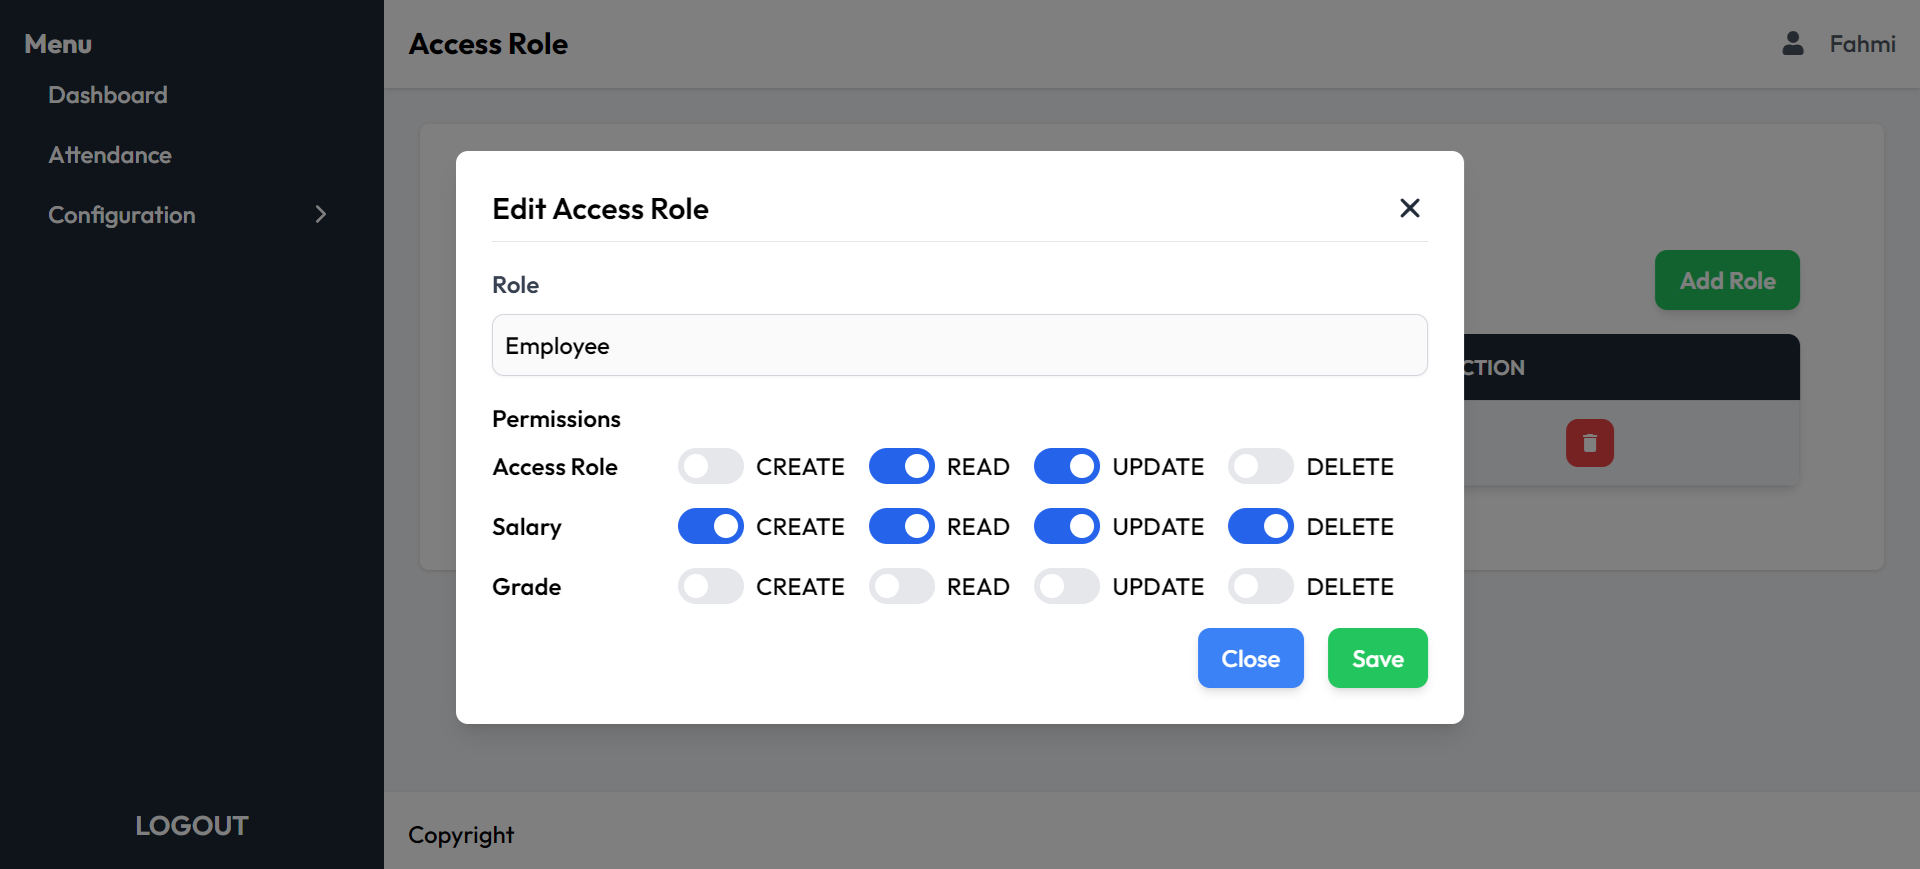 Menu
Dashboard
Attendance
Configuration
LOGOUT
Access Role
Fahmi
Add Role
CTION
Edit Access Role
Role
Employee
Permissions
Access Role CREATE READ UPDATE DELETE
Salary CREATE READ UPDATE DELETE
Grade CREATE READ UPDATE DELETE
Close Save
Copyright